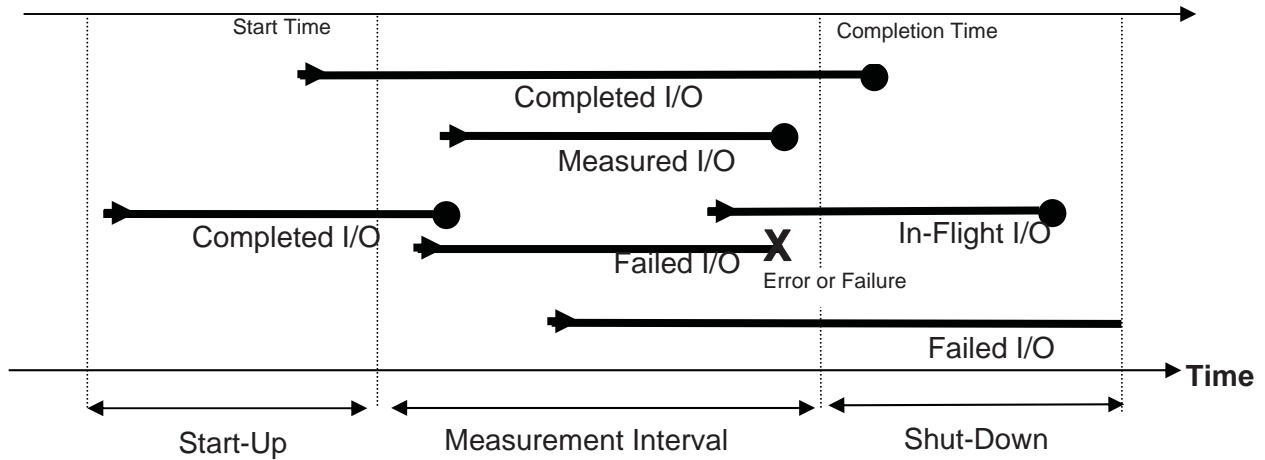 Start Time
Completion Time
Completed I/O
Measured I/O
Completed I/O
In-Flight I/O
Failed I/O
X
Error or Failure
Failed I/O
Time
Start-Up
Measurement Interval
Shut-Down